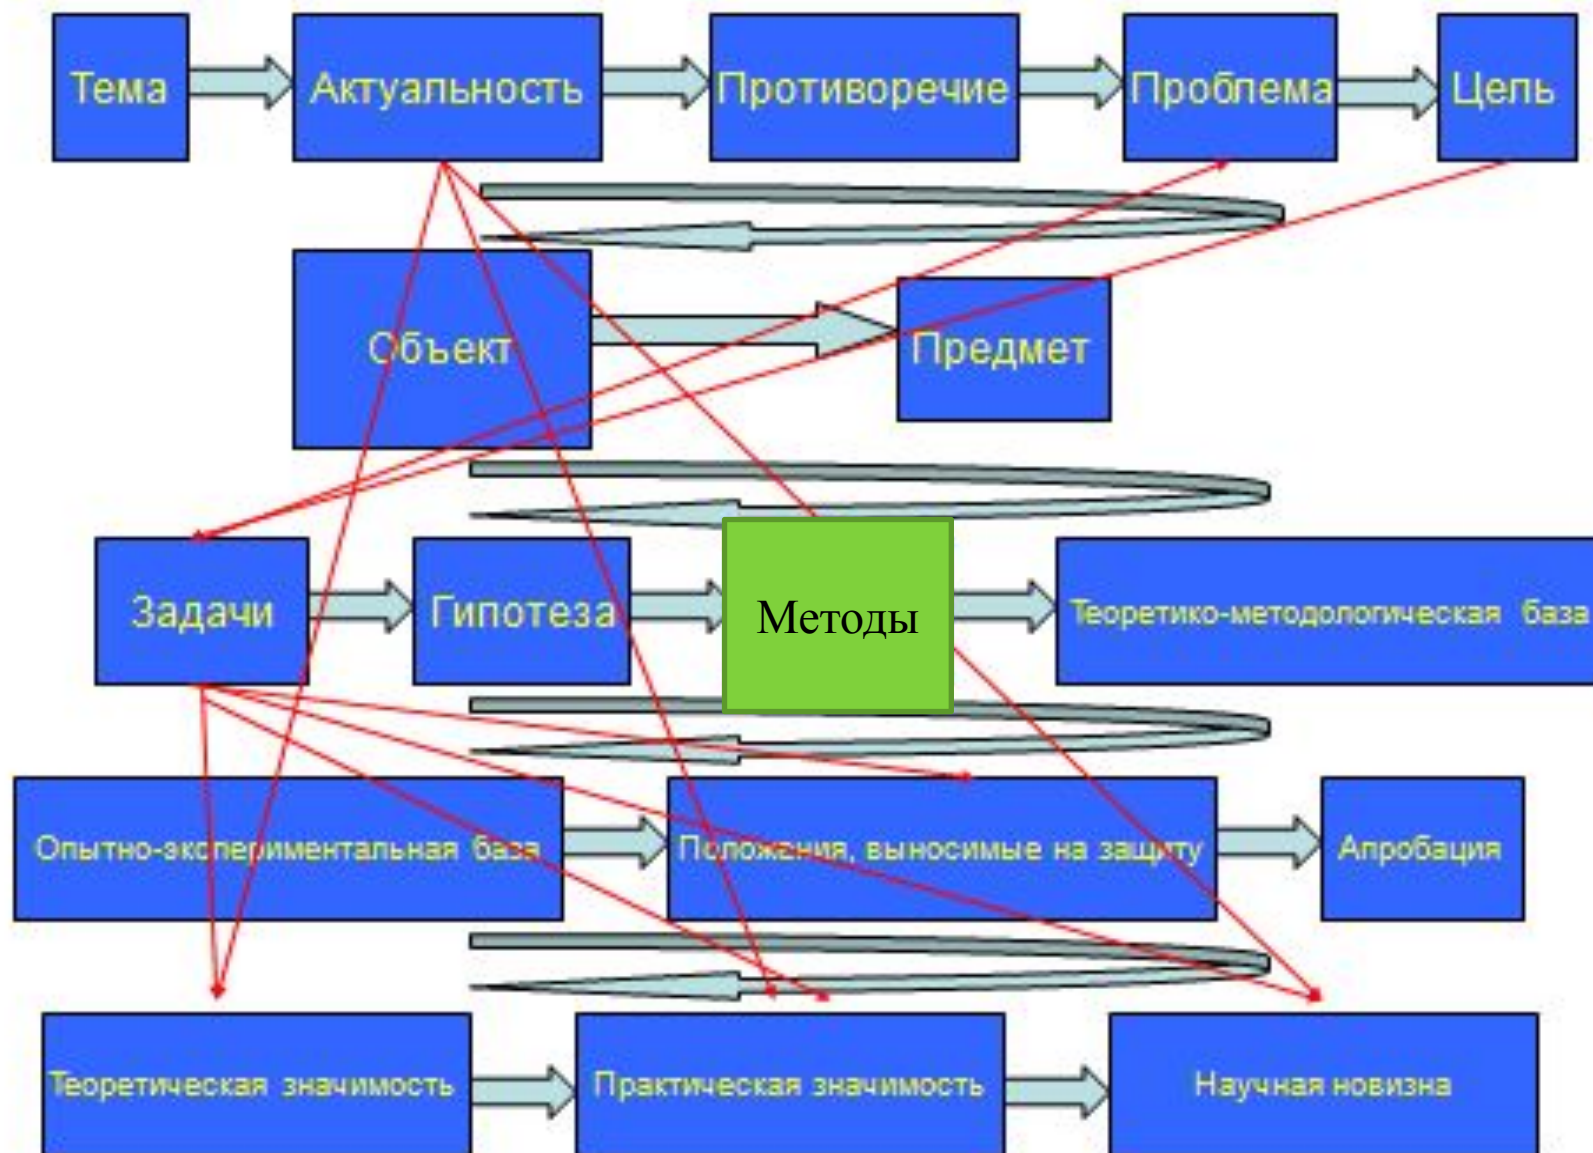 Тема
Актуальность
Противоречие
Проблема
Цель
Объект
Предмет
Задачи
Гипотеза
Методы
Теоретико-методологическая база
Опытно-экспериментальная база
Положения, выносимые на защиту
Апробация
Теоретическая значимость
Практическая значимость
Научная новизна